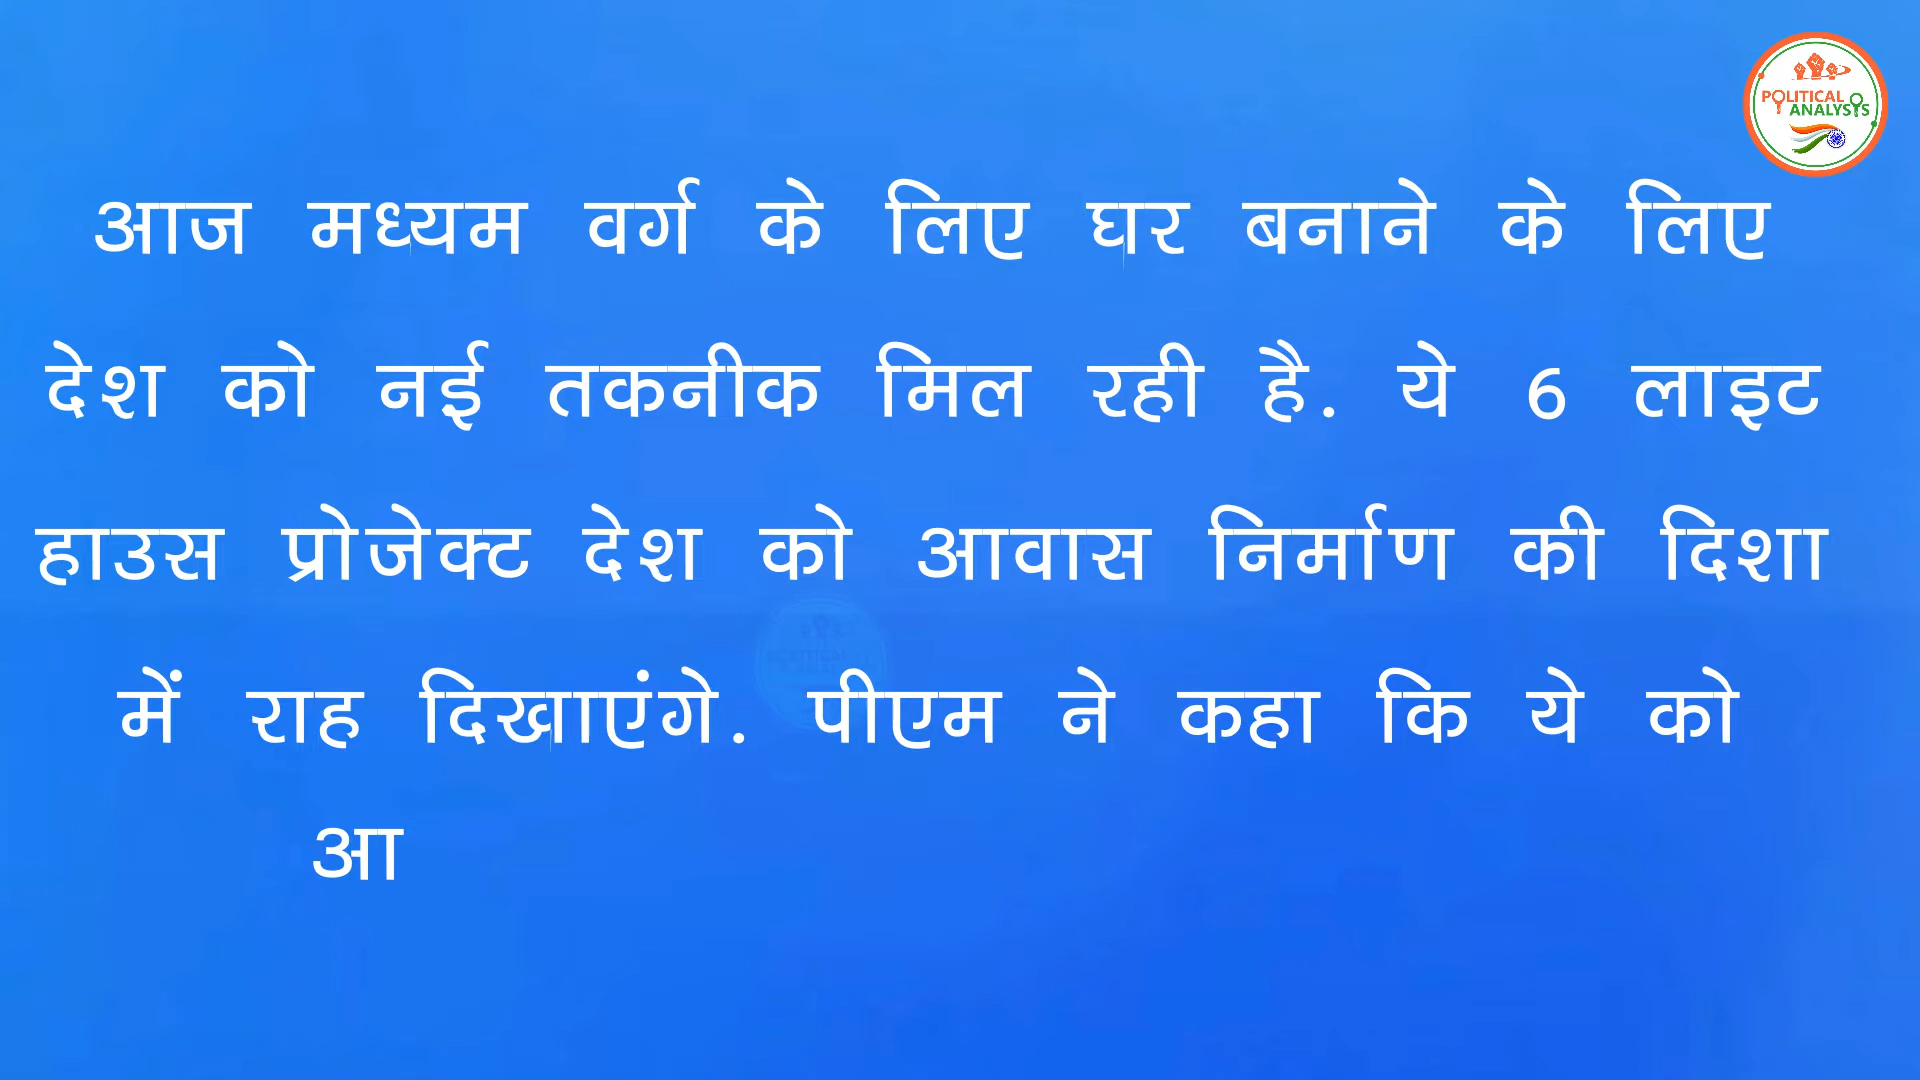 POLITICAL
ANALYSIS
आज मध्यम वर्ग के लिए घर बनाने के लिए
देश को नई तकनीक मिल रही है. ये 6 लाइट
हाउस प्रोजेक्ट देश को आवास निर्माण की दिशा
में राह दिखाएंगे. पीएम ने कहा कि ये को
आ